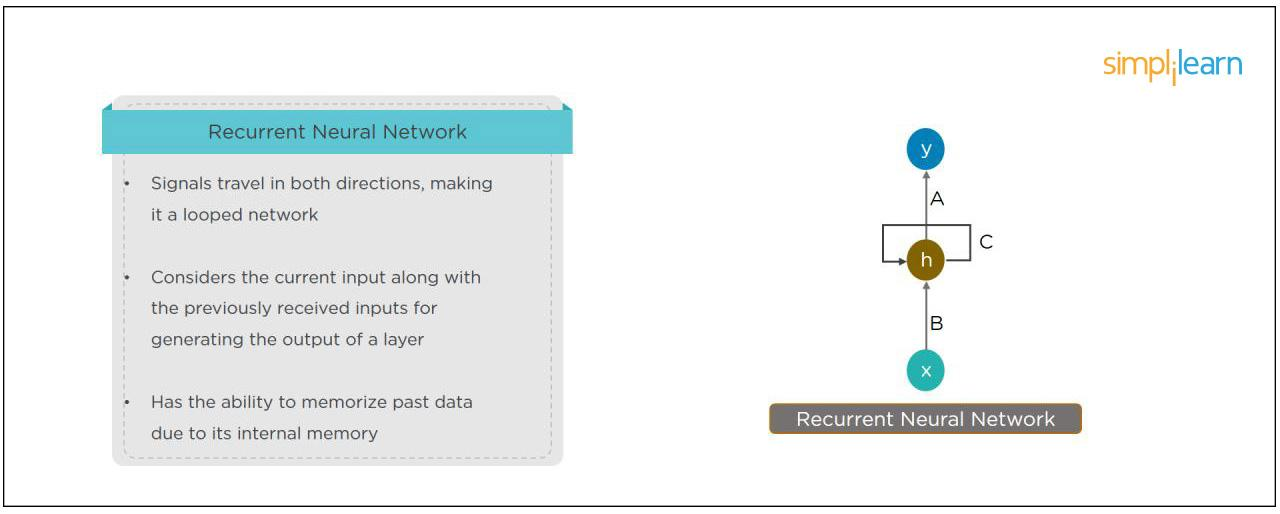 simplilearn
Recurrent Neural Network
• Signals travel in both directions, making
it a looped network
• Considers the current input along with
the previously received inputs for
generating the output of a layer
• Has the ability to memorize past data
due to its internal memory
y
A
C
h
B
x
Recurrent Neural Network